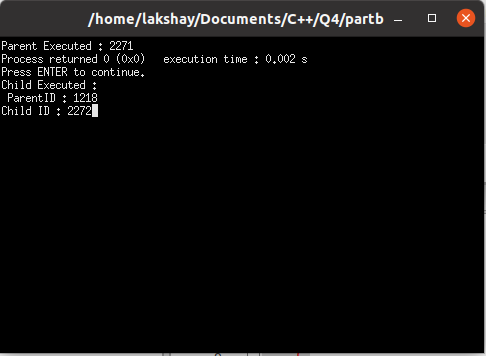 /home/lakshay/Documents/C++/Q4/partb
Parent Executed : 2271
Process returned 0 (0x0)   execution time : 0.002 s
Press ENTER to continue.
Child Executed :
 ParentID : 1218
Child ID : 2272